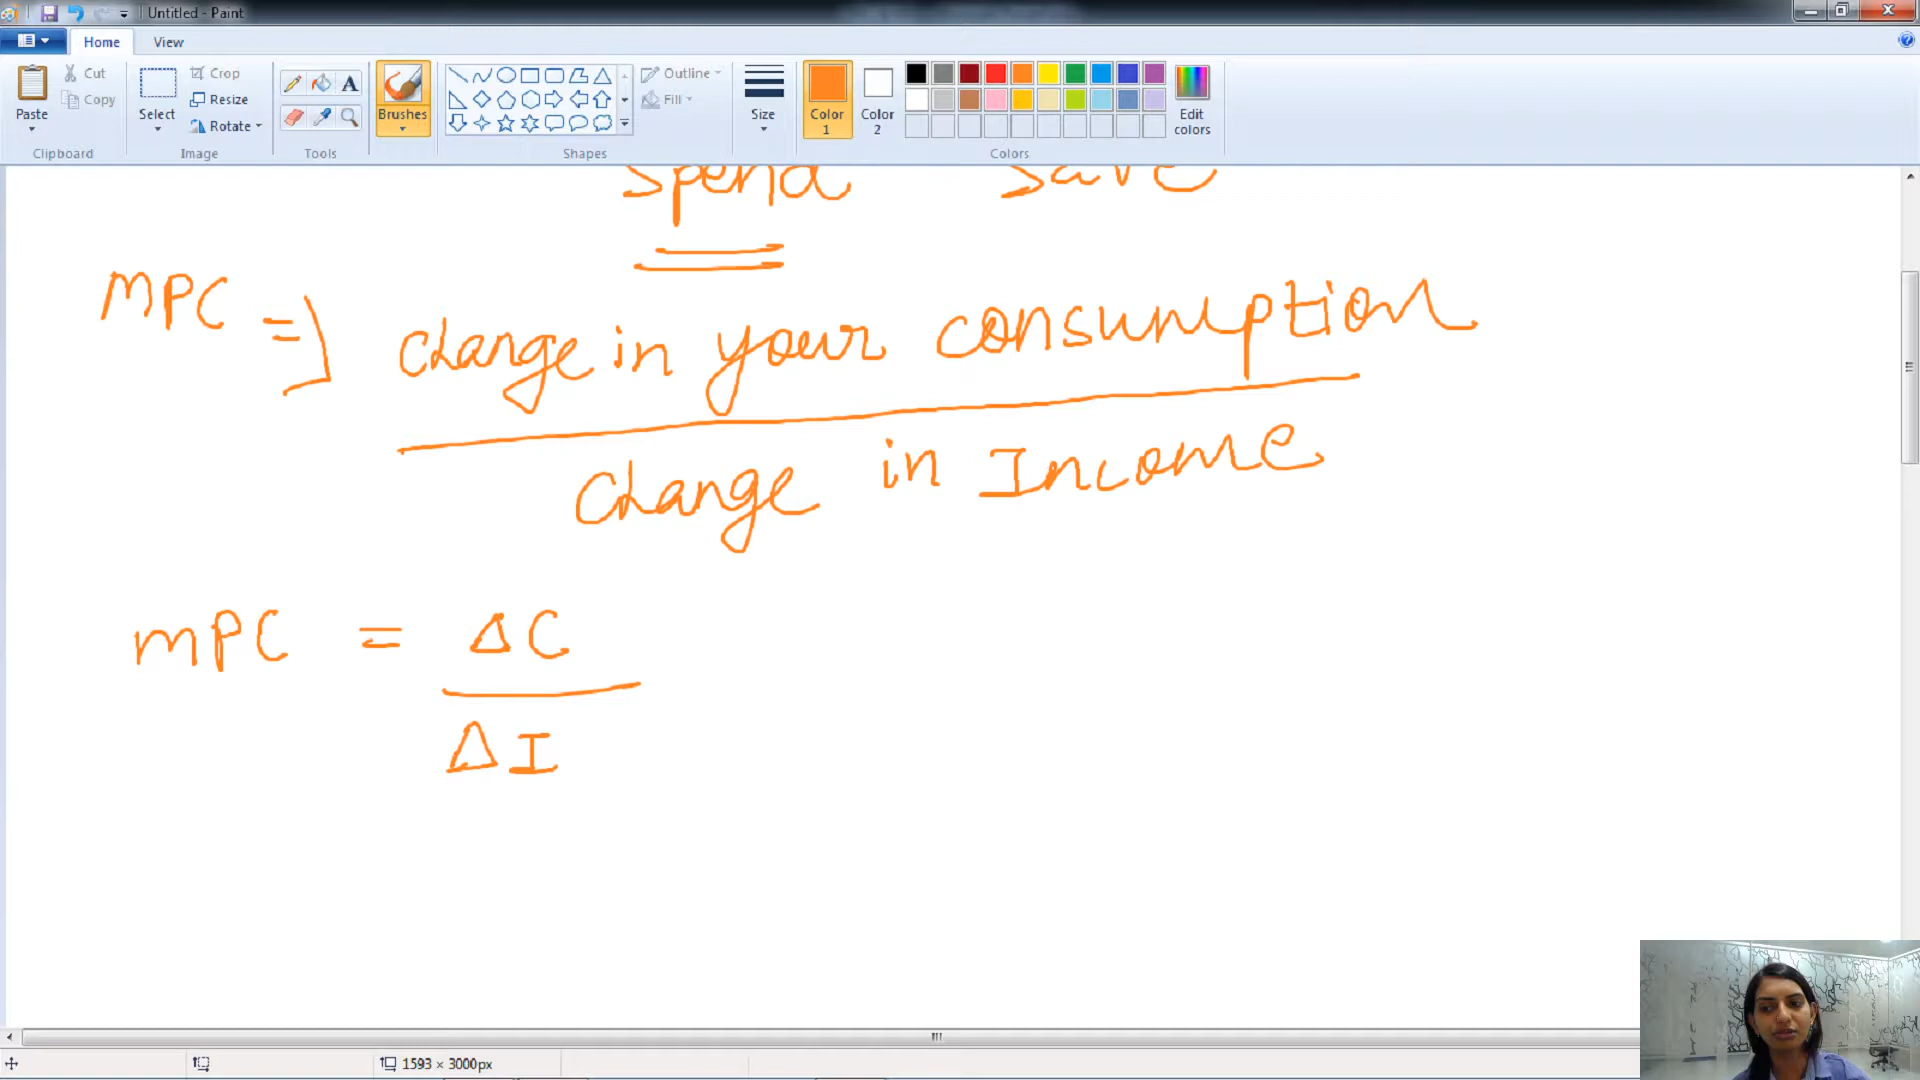 Untitled - Paint
Home View
Paste Cut Copy Select Crop Resize Rotate Brushes Outline Fill Size Color 1 Color 2 Edit colors
Clipboard Image Tools Shapes Colors
spend save
MPC => change in your consumption
change in Income
mPC = ΔC
ΔI
1593 × 3000px